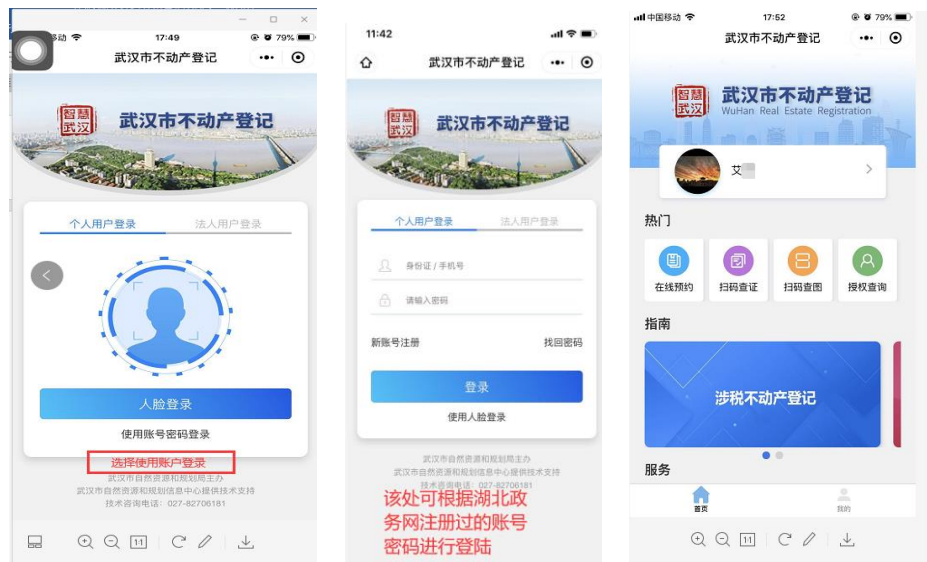 移动
17:49
79%
武汉市不动产登记
智慧
武汉
武汉市不动产登记
个人用户登录
法人用户登录
人脸登录
使用账号密码登录
选择使用账户登录
武汉市自然资源和规划局主办
武汉市自然资源和规划信息中心提供技术支持
技术咨询电话：027-82706181
1:1
11:42
武汉市不动产登记
智慧
武汉
武汉市不动产登记
个人用户登录
法人用户登录
身份证 / 手机号
请输入密码
新账号注册
找回密码
登录
使用人脸登录
武汉市自然资源和规划局主办
武汉市自然资源和规划信息中心提供技术支持
技术咨询电话：027-82706181
该处可根据湖北政
务网注册过的账号
密码进行登陆
中国移动
17:52
79%
武汉市不动产登记
智慧
武汉
武汉市不动产登记
WuHan Real Estate Registration
艾
热门
在线预约
扫码查证
扫码查图
授权查询
指南
涉税不动产登记
服务
首页
我的
1:1